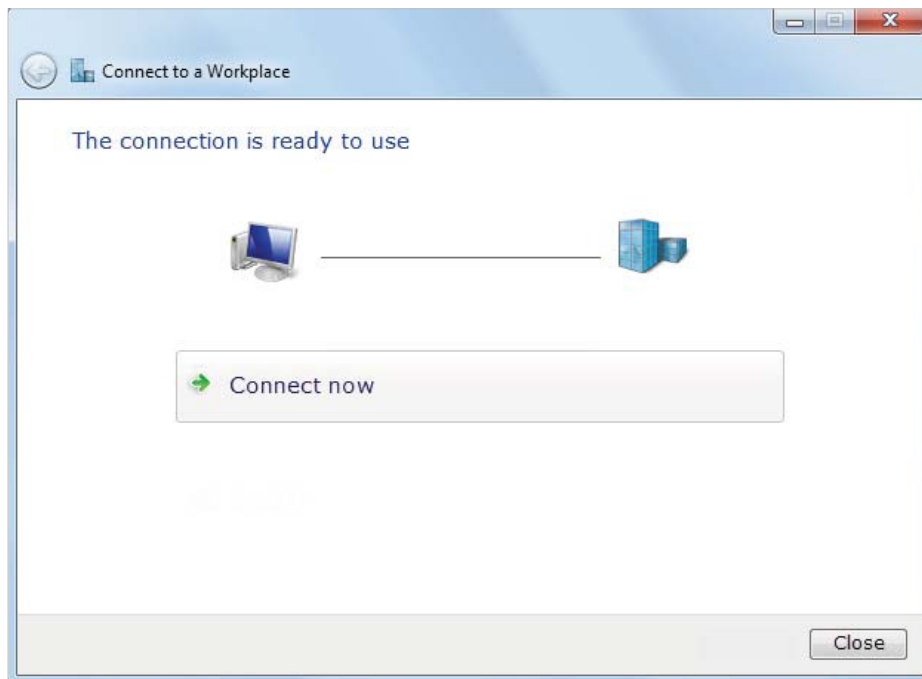 Connect to a Workplace
The connection is ready to use
Connect now
Close